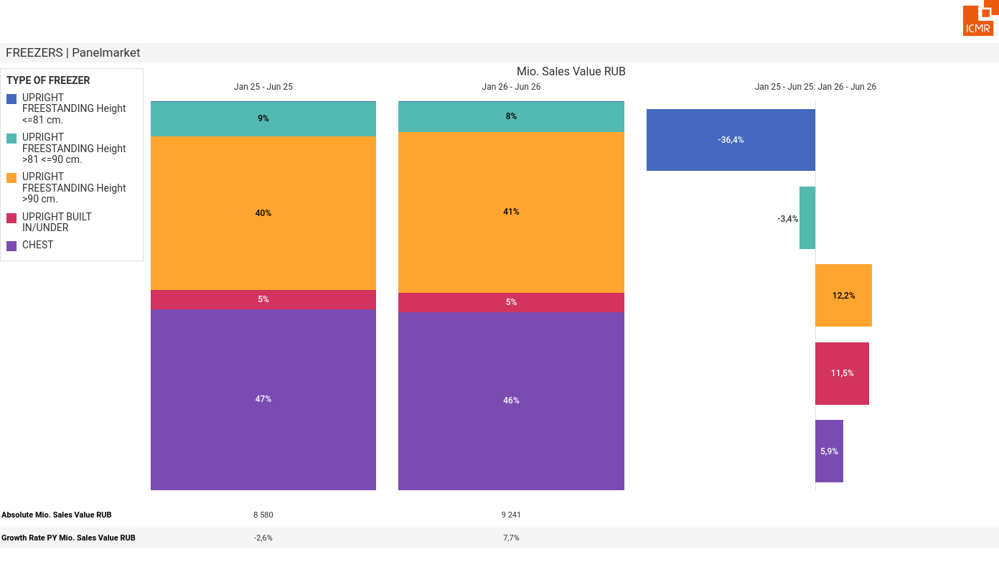 ICMR
FREEZERS | Panelmarket
TYPE OF FREEZER
UPRIGHT
FREESTANDING Height
<=81 cm.
UPRIGHT
FREESTANDING Height
>81 <=90 cm.
UPRIGHT
FREESTANDING Height
>90 cm.
UPRIGHT BUILT
IN/UNDER
CHEST
Mio. Sales Value RUB
Jan 25 - Jun 25
Jan 26 - Jun 26
Jan 25 - Jun 25: Jan 26 - Jun 26
9%
40%
5%
47%
8%
41%
5%
46%
-36,4%
-3,4%
12,2%
11,5%
5,9%
Absolute Mio. Sales Value RUB 8 580 9 241
Growth Rate PY Mio. Sales Value RUB -2,6% 7,7%